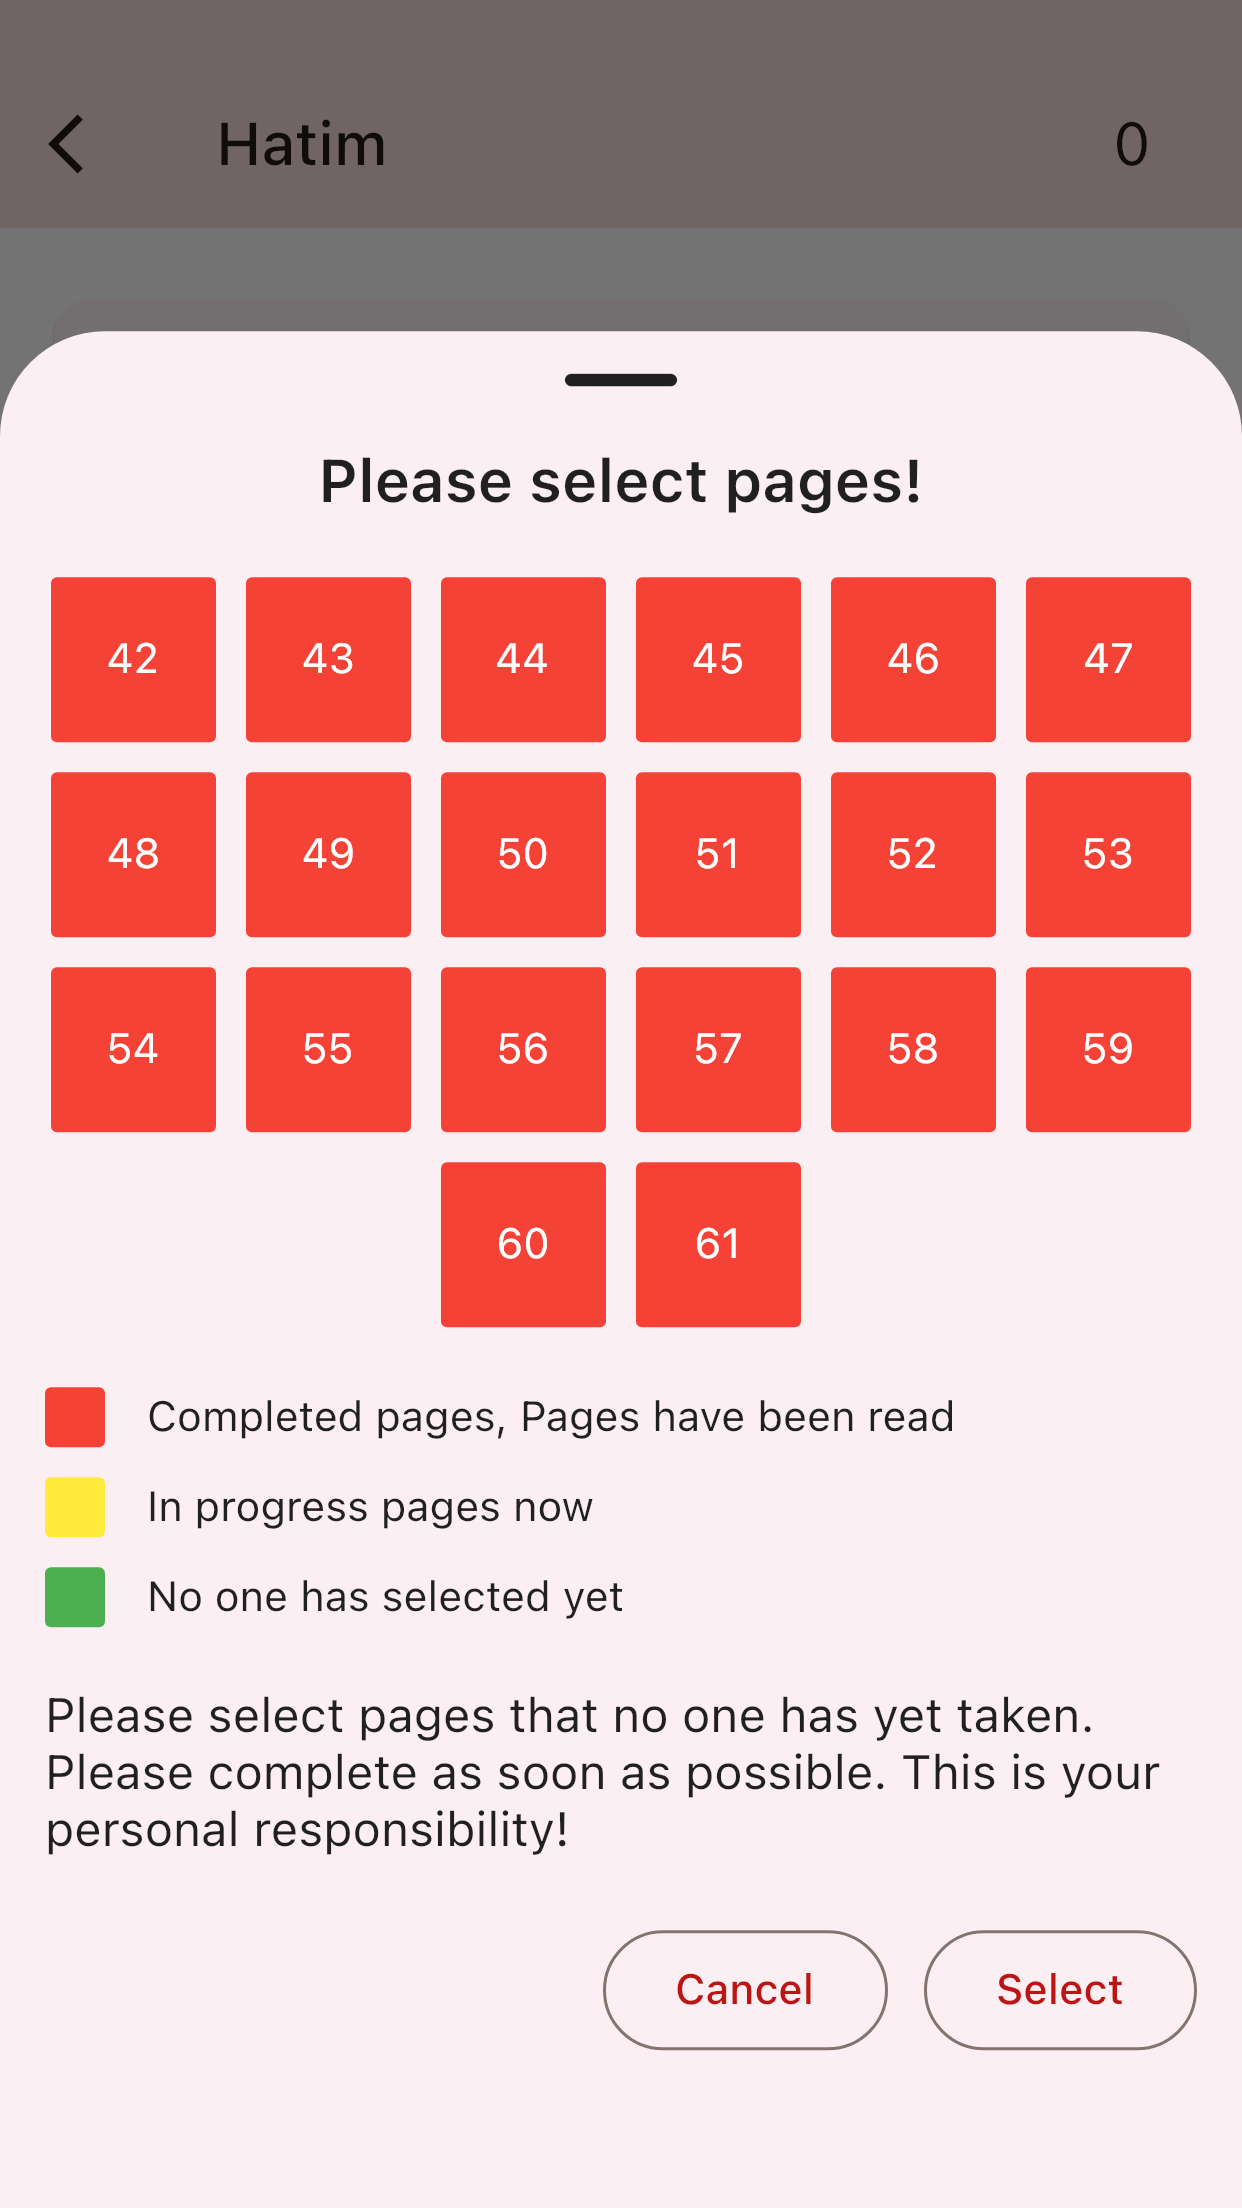 Hatim 0
Please select pages!
42 43 44 45 46 47
48 49 50 51 52 53
54 55 56 57 58 59
60 61
Completed pages, Pages have been read
In progress pages now
No one has selected yet
Please select pages that no one has yet taken.
Please complete as soon as possible. This is your
personal responsibility!
Cancel Select